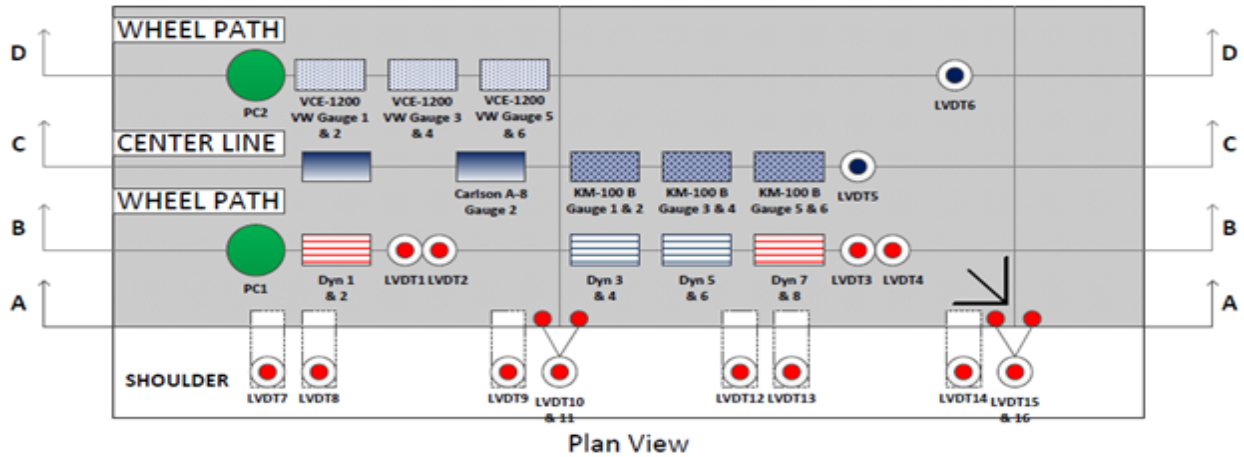 WHEEL PATH
D
D
PC2
VCE-1200
VW Gauge 1
& 2
VCE-1200
VW Gauge 3
& 4
VCE-1200
VW Gauge 5
& 6
LVDT6
C
CENTER LINE
C
Carlson A-8
Gauge 2
KM-100 B
Gauge 1 & 2
KM-100 B
Gauge 3 & 4
KM-100 B
Gauge 5 & 6
LVDT5
WHEEL PATH
B
B
PC1
Dyn 1
& 2
LVDT1
LVDT2
Dyn 3
& 4
Dyn 5
& 6
Dyn 7
& 8
LVDT3
LVDT4
A
A
SHOULDER
LVDT7
LVDT8
LVDT9
LVDT10
& 11
LVDT12
LVDT13
LVDT14
LVDT15
& 16
Plan View